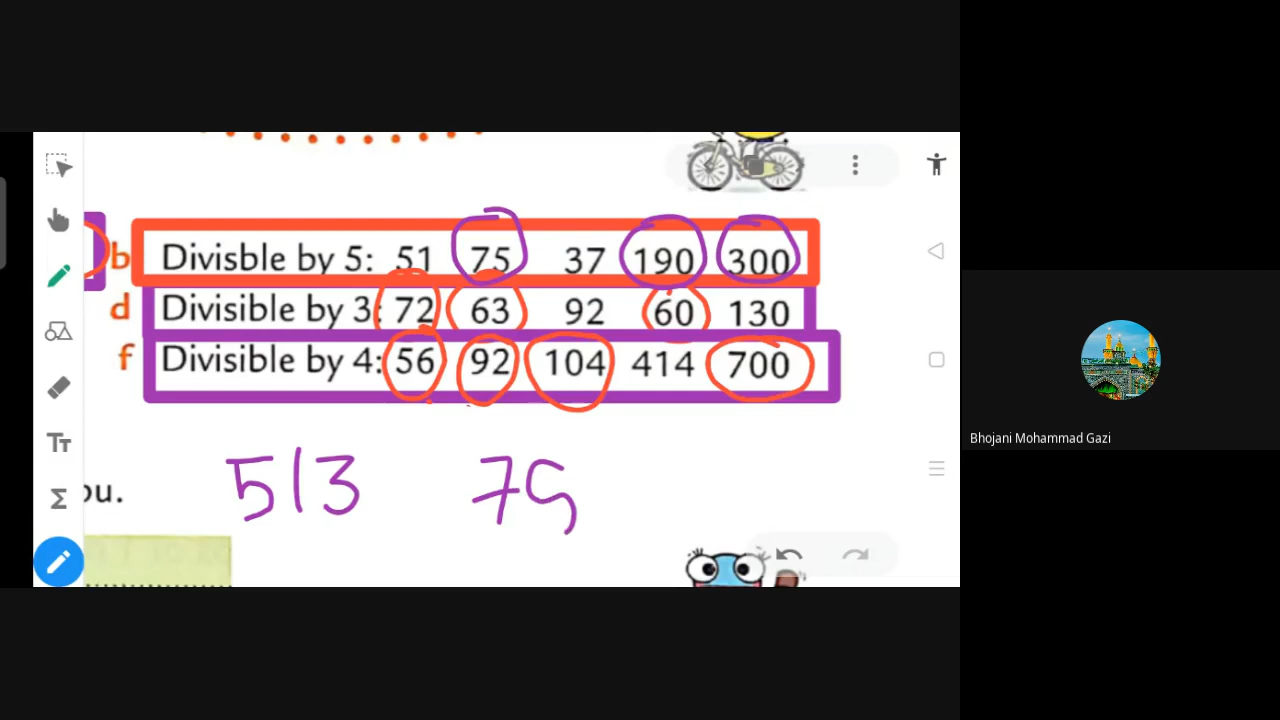 b Divisble by 5: 51 75 37 190 300
d Divisible by 3: 72 63 92 60 130
f Divisible by 4: 56 92 104 414 700
Bhojani Mohammad Gazi
Tт
Σ ou. 513 75